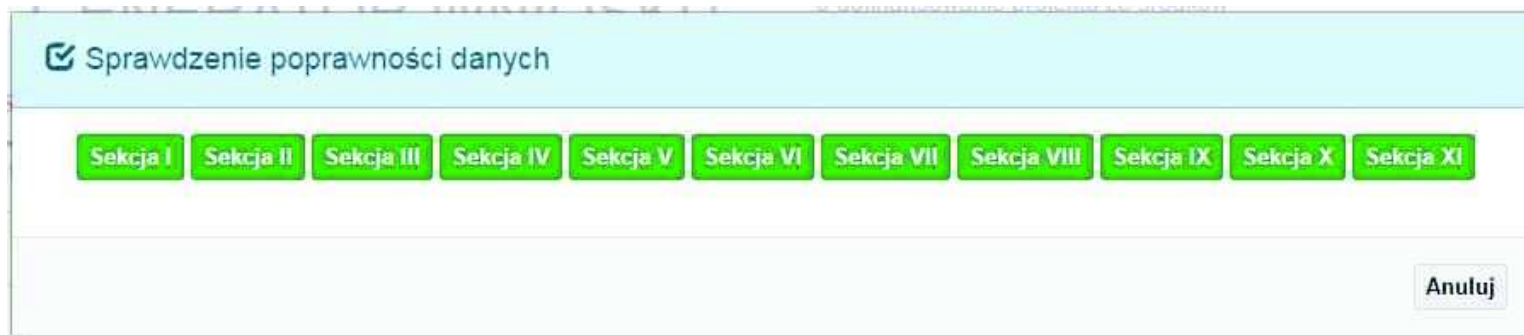 Sprawdzenie poprawności danych
Sekcja I Sekcja II Sekcja III Sekcja IV Sekcja V Sekcja VI Sekcja VII Sekcja VIII Sekcja IX Sekcja X Sekcja XI
Anuluj